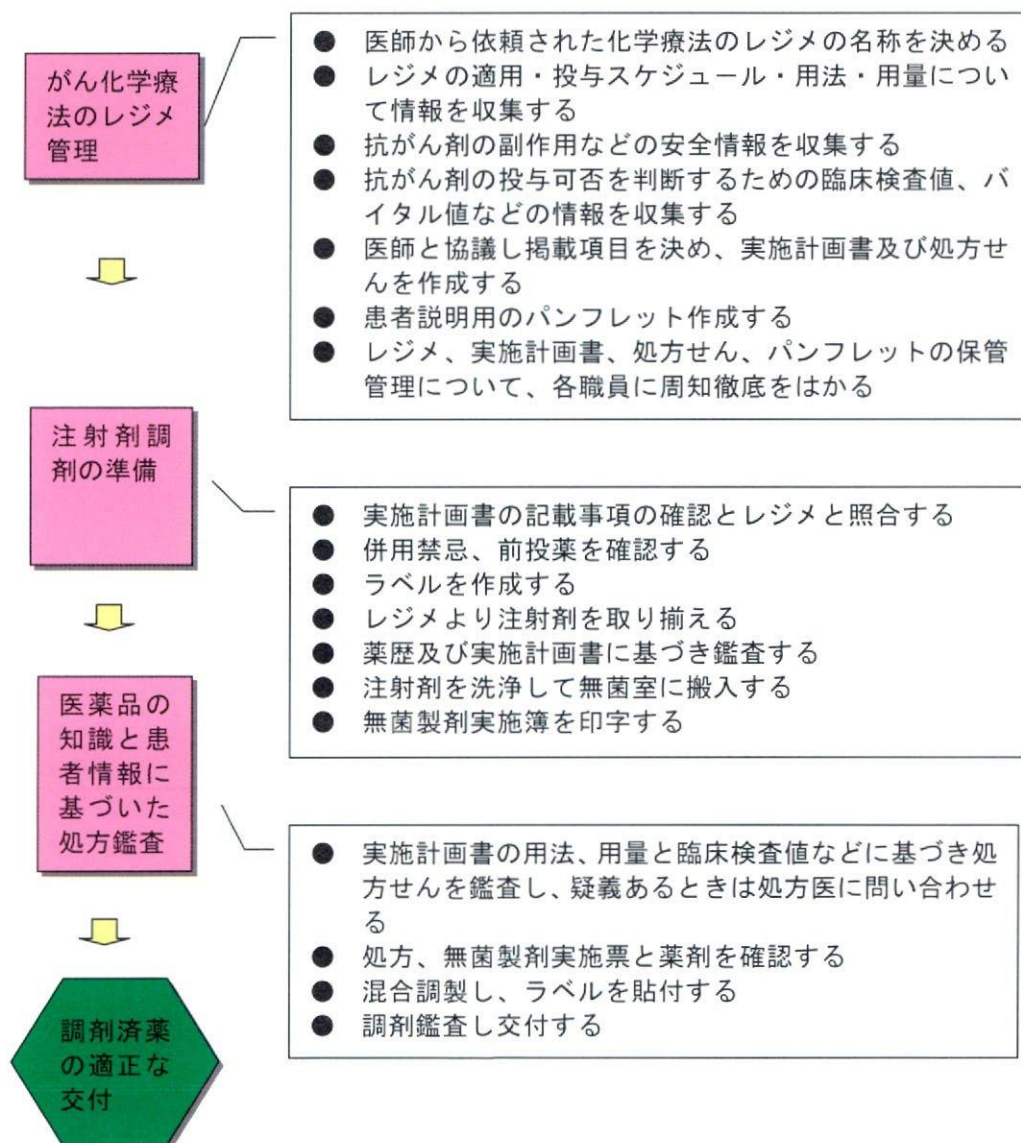 がん化学療
法のレジメ
管理
● 医師から依頼された化学療法のレジメの名称を決める
● レジメの適用・投与スケジュール・用法・用量につい
て情報を収集する
● 抗がん剤の副作用などの安全情報を収集する
● 抗がん剤の投与可否を判断するための臨床検査値、バ
イタル値などの情報を収集する
● 医師と協議し掲載項目を決め、実施計画書及び処方せ
んを作成する
● 患者説明用のパンフレット作成する
● レジメ、実施計画書、処方せん、パンフレットの保管
管理について、各職員に周知徹底をはかる
注射剤調
剤の準備
● 実施計画書の記載事項の確認とレジメと照合する
● 併用禁忌、前投薬を確認する
● ラベルを作成する
● レジメより注射剤を取り揃える
● 薬歴及び実施計画書に基づき鑑査する
● 注射剤を洗浄して無菌室に搬入する
● 無菌製剤実施簿を印字する
医薬品の
知識と患
者情報に
基づいた
処方鑑査
● 実施計画書の用法、用量と臨床検査値などに基づき処
方せんを鑑査し、疑義あるときは処方医に問い合わせ
る
● 処方、無菌製剤実施票と薬剤を確認する
● 混合調製し、ラベルを貼付する
● 調剤鑑査し交付する
調剤済薬
の適正な
交付